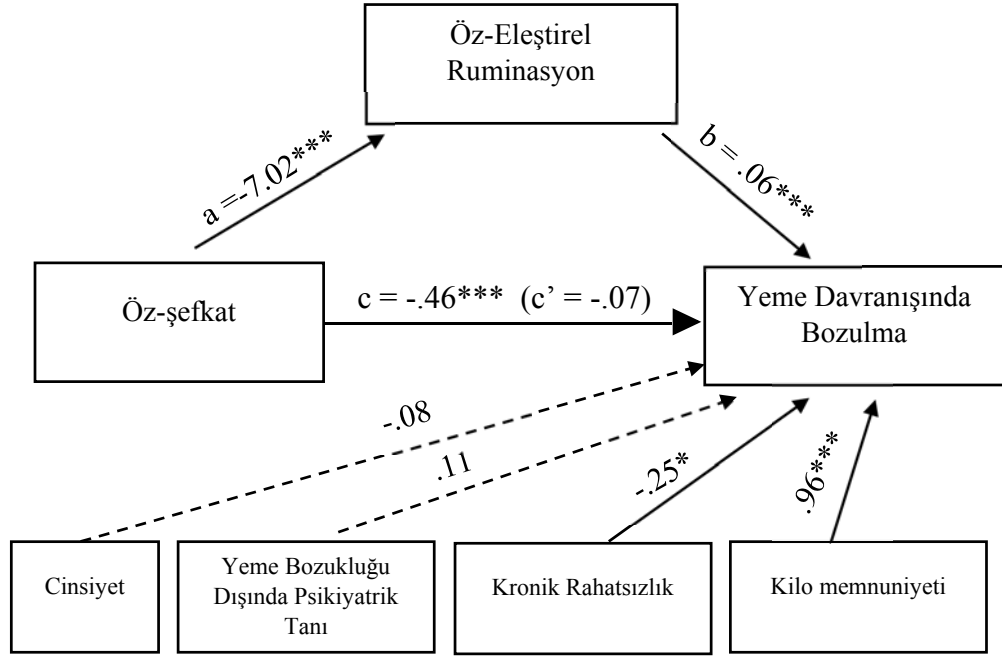 Öz-Eleştirel
Ruminasyon
a =-7.02***
b = .06***
Öz-şefkat
c = -.46*** (c’ = -.07)
Yeme Davranışında
Bozulma
-.08
.11
-.25*
.96***
Cinsiyet
Yeme Bozukluğu
Dışında Psikiyatrik
Tanı
Kronik Rahatsızlık
Kilo memnuniyeti